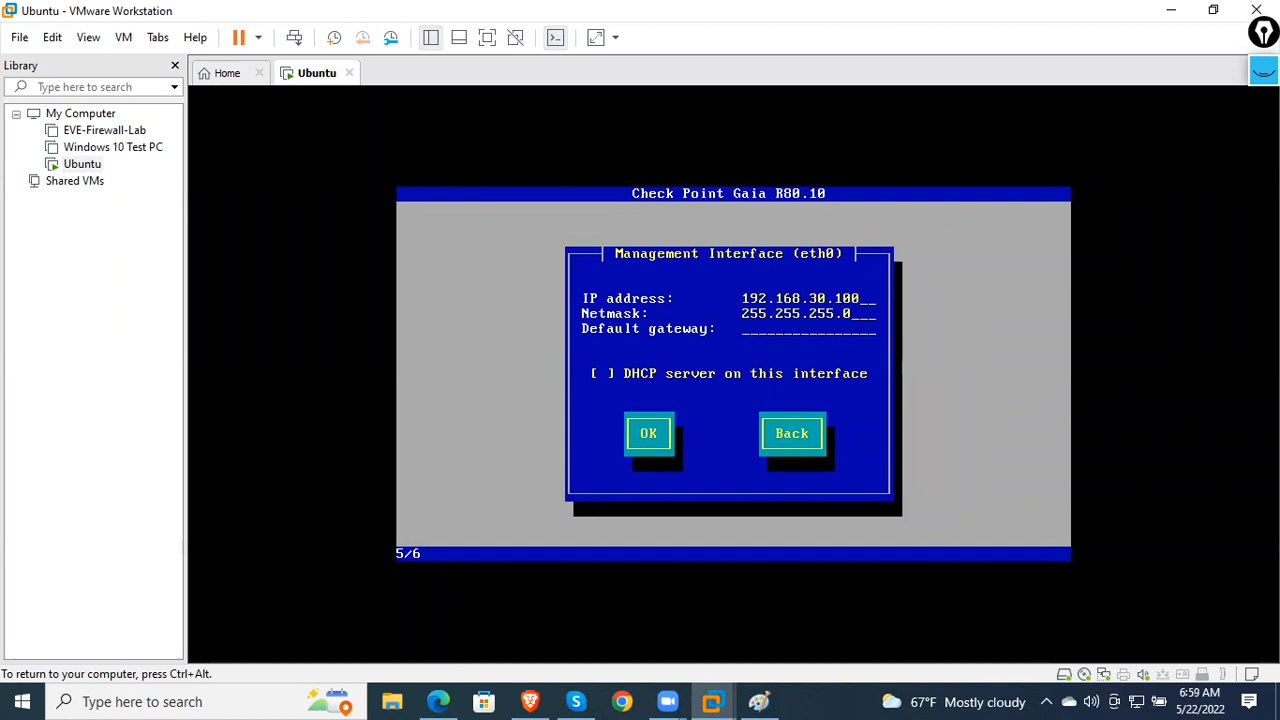 Ubuntu - VMware Workstation
File Edit View VM Tabs Help
Library
Type here to search
Home
Ubuntu
My Computer
EVE-Firewall-Lab
Windows 10 Test PC
Ubuntu
Shared VMs
Check Point Gaia R80.10
Management Interface (eth0)
IP address: 192.168.30.100__
Netmask: 255.255.255.0___
Default gateway: ________________
[ ] DHCP server on this interface
OK Back
5/6
To return to your computer, press Ctrl+Alt.
Type here to search
67°F Mostly cloudy
6:59 AM
5/22/2022